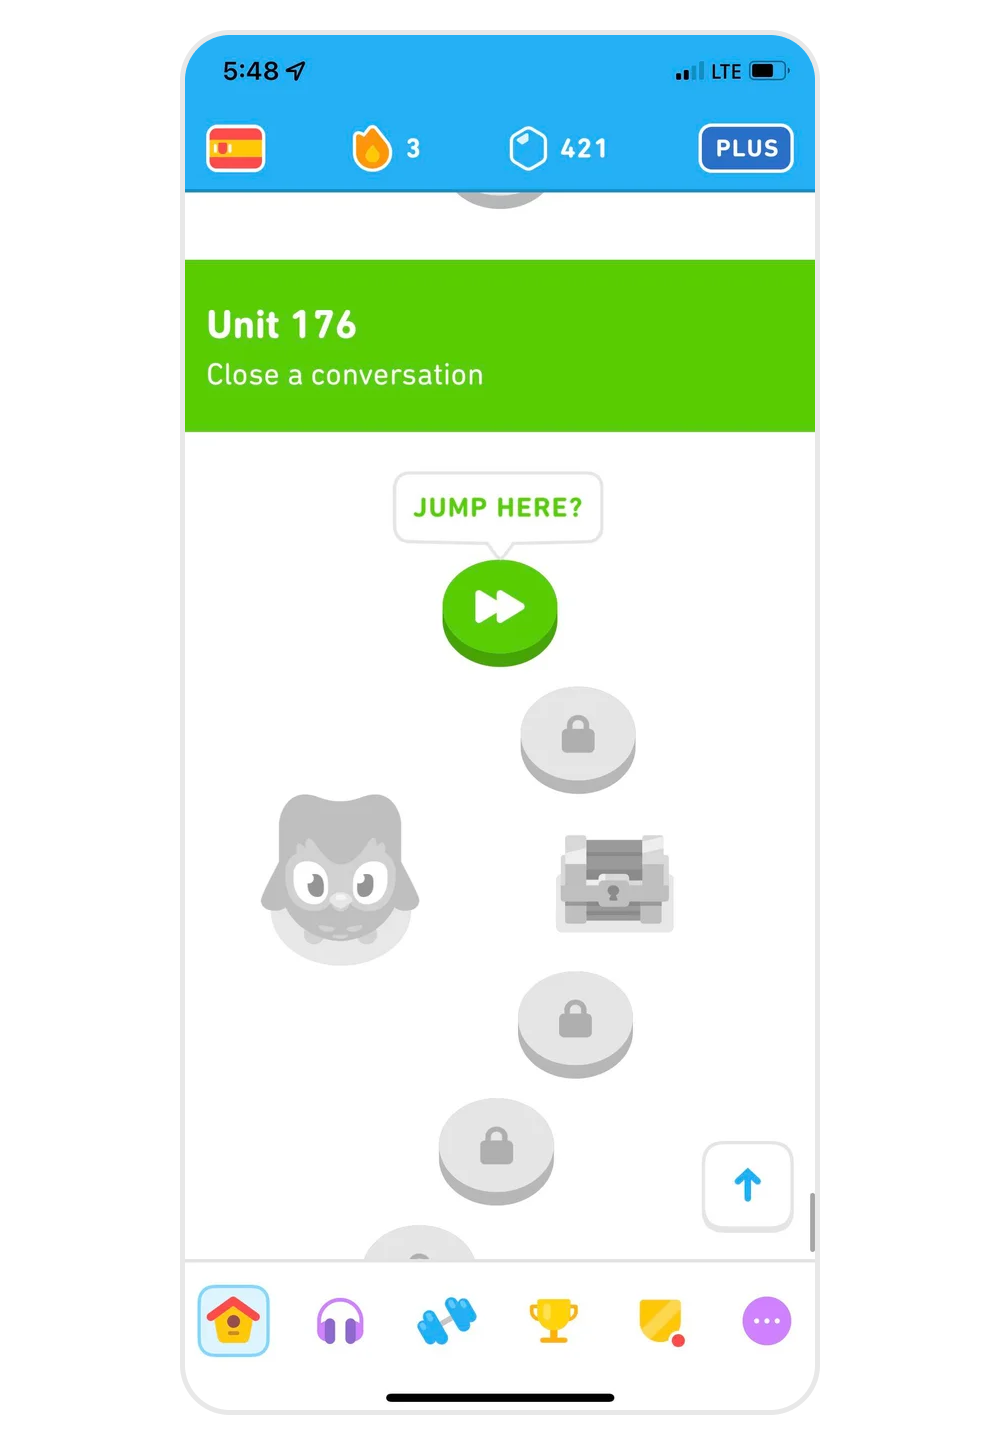 5:48 LTE
3 421 PLUS
Unit 176
Close a conversation
JUMP HERE?